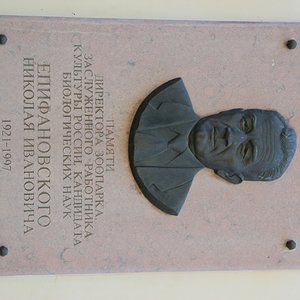 ПАМЯТИ
ДИРЕКТОРА ЗООПАРКА,
ЗАСЛУЖЕННОГО РАБОТНИКА
КУЛЬТУРЫ РОССИИ, КАНДИДАТА
БИОЛОГИЧЕСКИХ НАУК
ЕПИФАНОВСКОГО
НИКОЛАЯ ИВАНОВИЧА
1921-1997